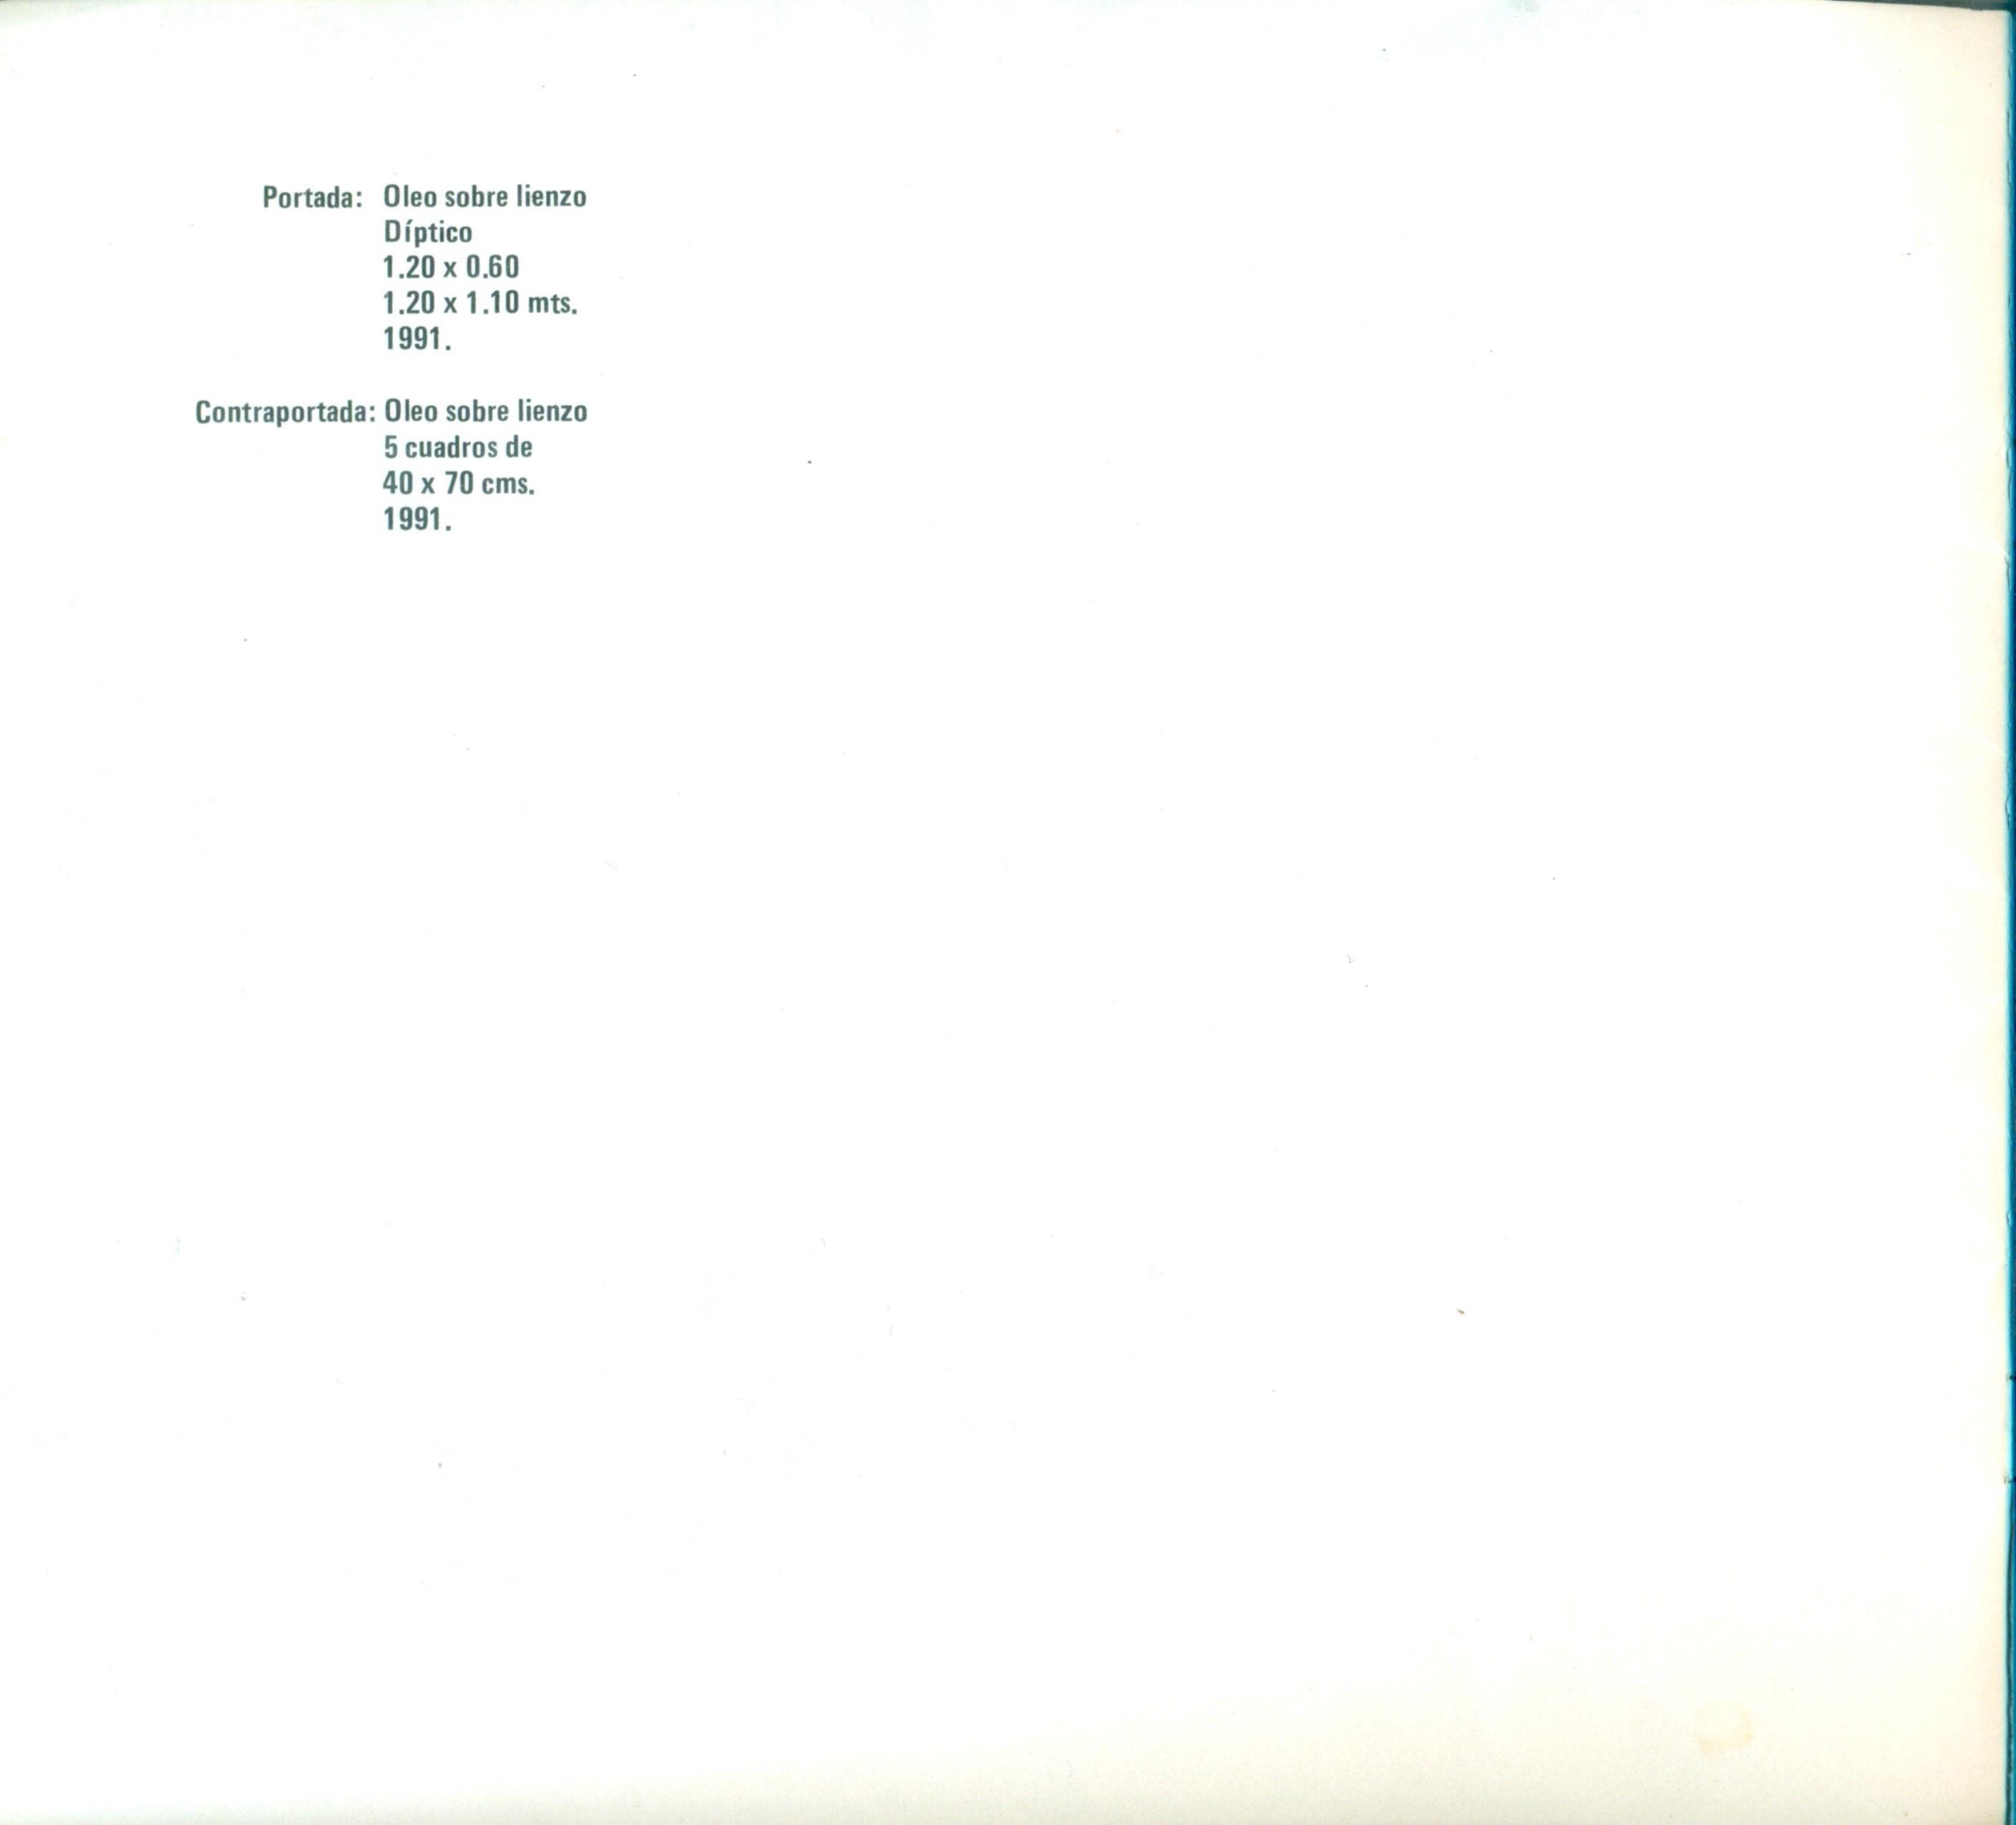 Portada: Oleo sobre lienzo
Díptico
1.20 x 0.60
1.20 x 1.10 mts.
1991.
Contraportada: Oleo sobre lienzo
5 cuadros de
40 x 70 cms.
1991.